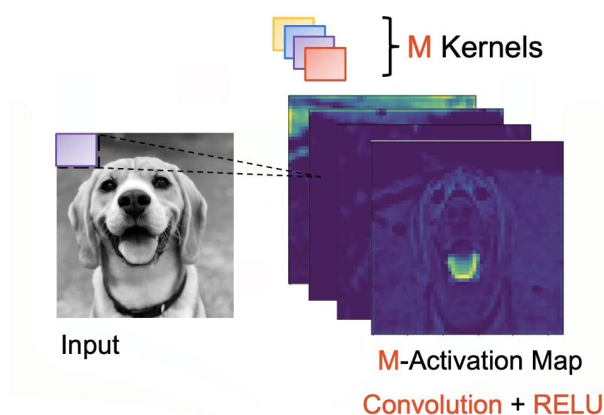 M Kernels
Input
M-Activation Map
Convolution + RELU